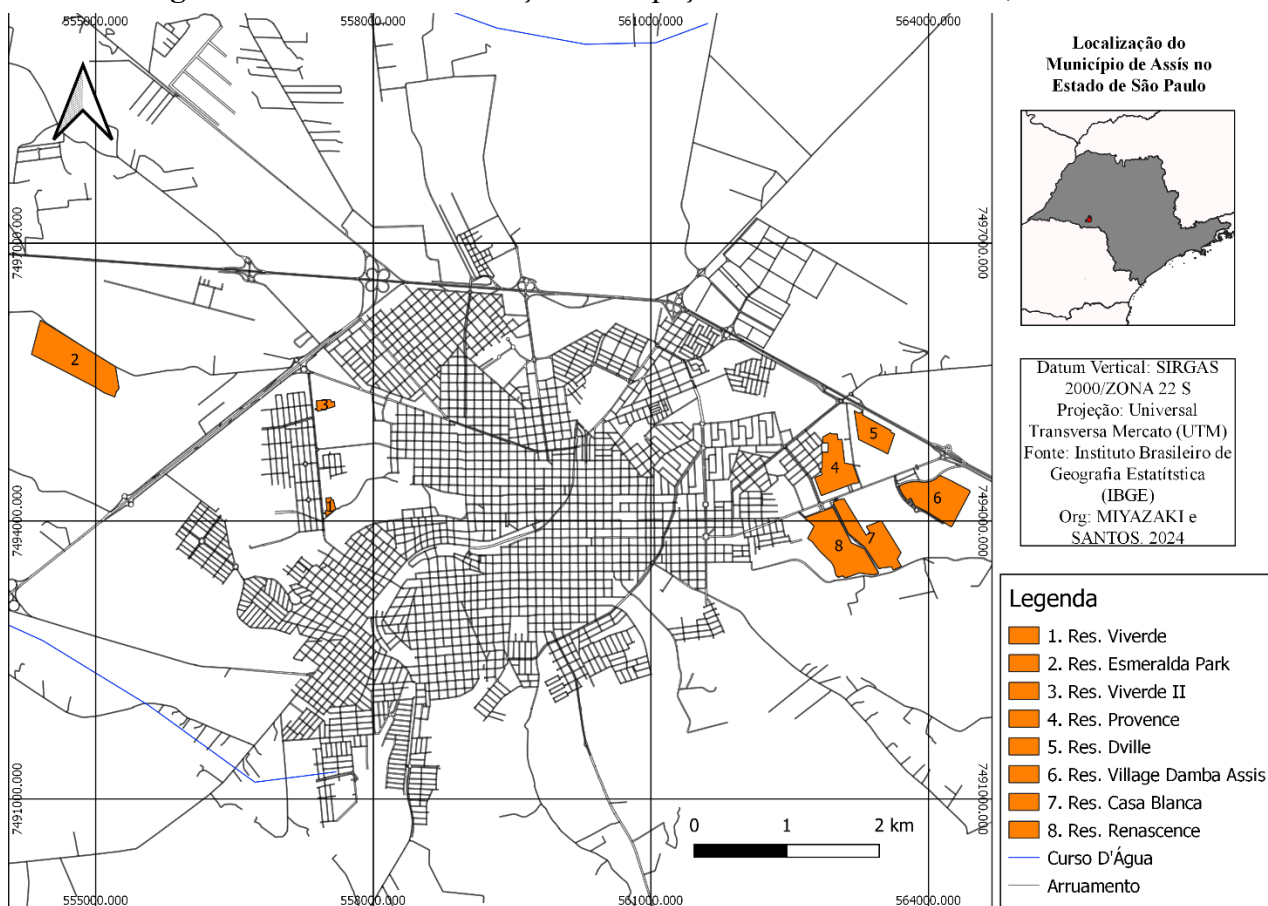 555000.000 558000.000 561000.000 564000.000
7497000.000 7497000.000
7494000.000 7494000.000
7491000.000 7491000.000
2
3
1
4
5
6
7
8
0 1 2 km
555000.000 558000.000 561000.000 564000.000
Localização do
Município de Assís no
Estado de São Paulo
Datum Vertical: SIRGAS
2000/ZONA 22 S
Projeção: Universal
Transversa Mercato (UTM)
Fonte: Instituto Brasileiro de
Geografia Estatítstica
(IBGE)
Org: MIYAZAKI e
SANTOS. 2024
Legenda
1. Res. Viverde
2. Res. Esmeralda Park
3. Res. Viverde II
4. Res. Provence
5. Res. Dville
6. Res. Village Damba Assis
7. Res. Casa Blanca
8. Res. Renascence
Curso D'Água
Arruamento